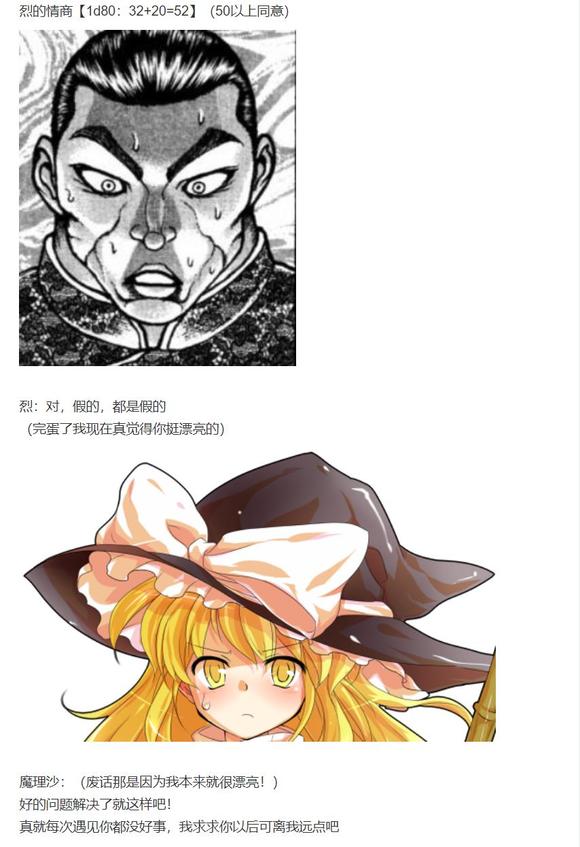 烈的情商【1d80：32+20=52】（50以上同意）
烈：对，假的，都是假的
（完蛋了我现在真觉得你挺漂亮的）
魔理沙：（废话那是因为我本来就很漂亮！）
好的问题解决了就这样吧！
真就每次遇见你都没好事，我求求你以后可离我远点吧